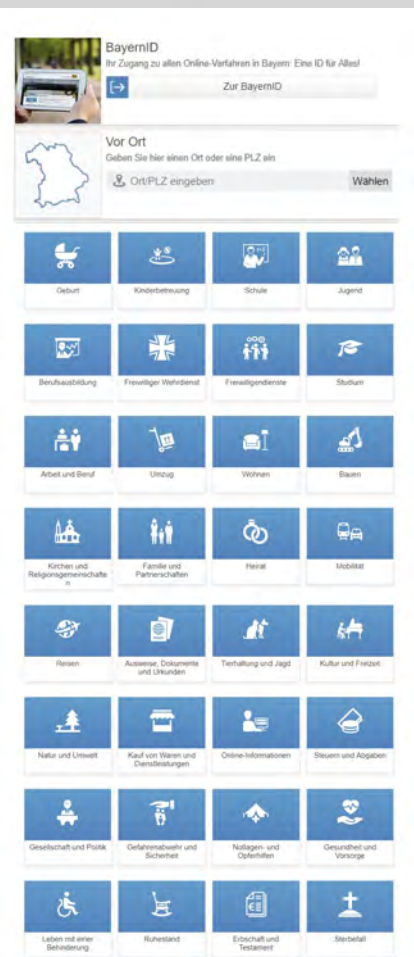 BayernID
Ihr Zugang zu allen Online-Verfahren in Bayern: Eine ID für Alles!
Zur BayernID
Vor Ort
Geben Sie hier einen Ort oder eine PLZ ein
Ort/PLZ eingeben
Wählen
Geburt
Kinderbetreuung
Schule
Jugend
Berufsausbildung
Freiwilliger Wehrdienst
Freiwilligendienste
Studium
Arbeit und Beruf
Umzug
Wohnen
Bauen
Kirchen und
Religionsgemeinschafte
n
Familie und
Partnerschaften
Heirat
Mobilität
Reisen
Ausweise, Dokumente
und Urkunden
Tierhaltung und Jagd
Kultur und Freizeit
Natur und Umwelt
Kauf von Waren und
Dienstleistungen
Online-Informationen
Steuern und Abgaben
Gesellschaft und Politik
Gefahrenabwehr und
Sicherheit
Notlagen- und
Opferhilfen
Gesundheit und
Vorsorge
Leben mit einer
Behinderung
Ruhestand
Erbschaft und
Testament
Sterbefall